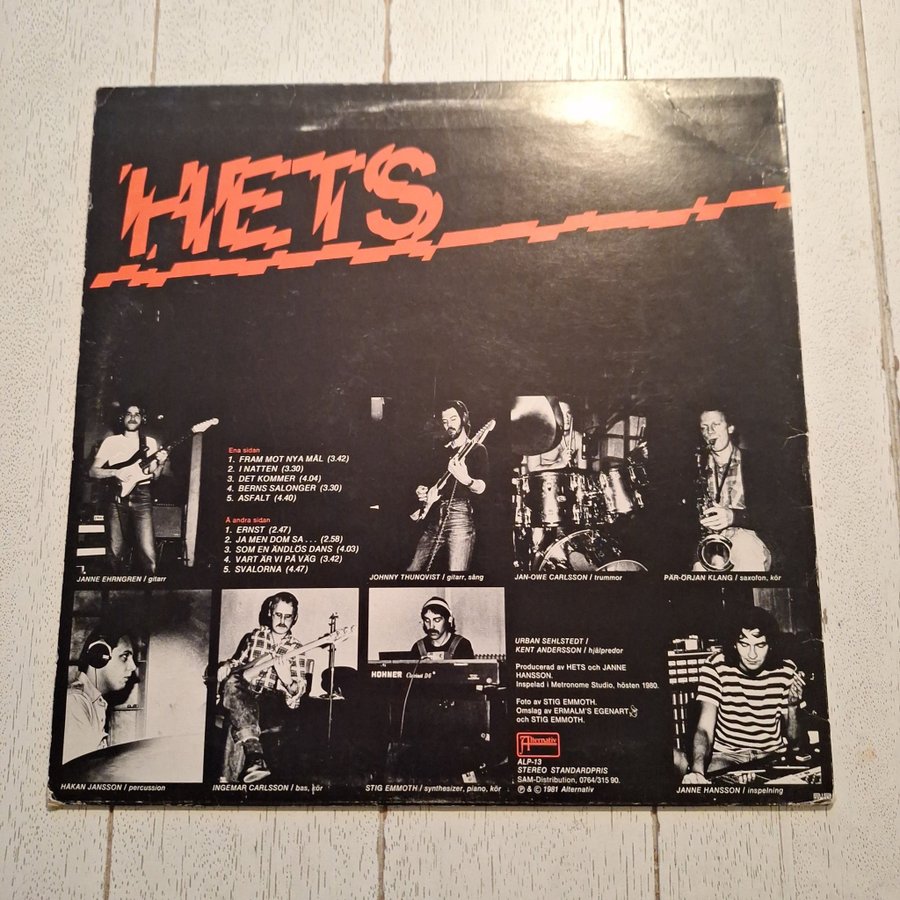 HETS
Ena sidan
1. FRAM MOT NYA MÅL (3.42)
2. I NATTEN (3.30)
3. DET KOMMER (4.04)
4. BERNS SALONGER (3.30)
5. ASFALT (4.40)
Å andra sidan
1. ERNST (2.47)
2. JA MEN DOM SA . . . (2.58)
3. SOM EN ÄNDLÖS DANS (4.03)
4. VART ÄR VI PÅ VÄG (3.42)
5. SVALORNA (4.47)
JANNE EHRNGREN / gitarr
JOHNNY THUNQVIST / gitarr, sång
JAN-OWE CARLSSON / trummor
PÄR-ÖRJAN KLANG / saxofon, kör
HOHNER Clavinet D6
HÅKAN JANSSON / percussion
INGEMAR CARLSSON / bas, kör
STIG EMMOTH / synthesizer, piano, kör
URBAN SEHLSTEDT /
KENT ANDERSSON / hjälpredor
Producerad av HETS och JANNE
HANSSON.
Inspelad i Metronome Studio, hösten 1980.
Foto av STIG EMMOTH.
Omslag av ERMALM'S EGENART
och STIG EMMOTH.
Alternativ
ALP-13
STEREO STANDARDPRIS
SAM-Distribution, 0764/315 90.
℗ & © 1981 Alternativ
JANNE HANSSON / inspelning